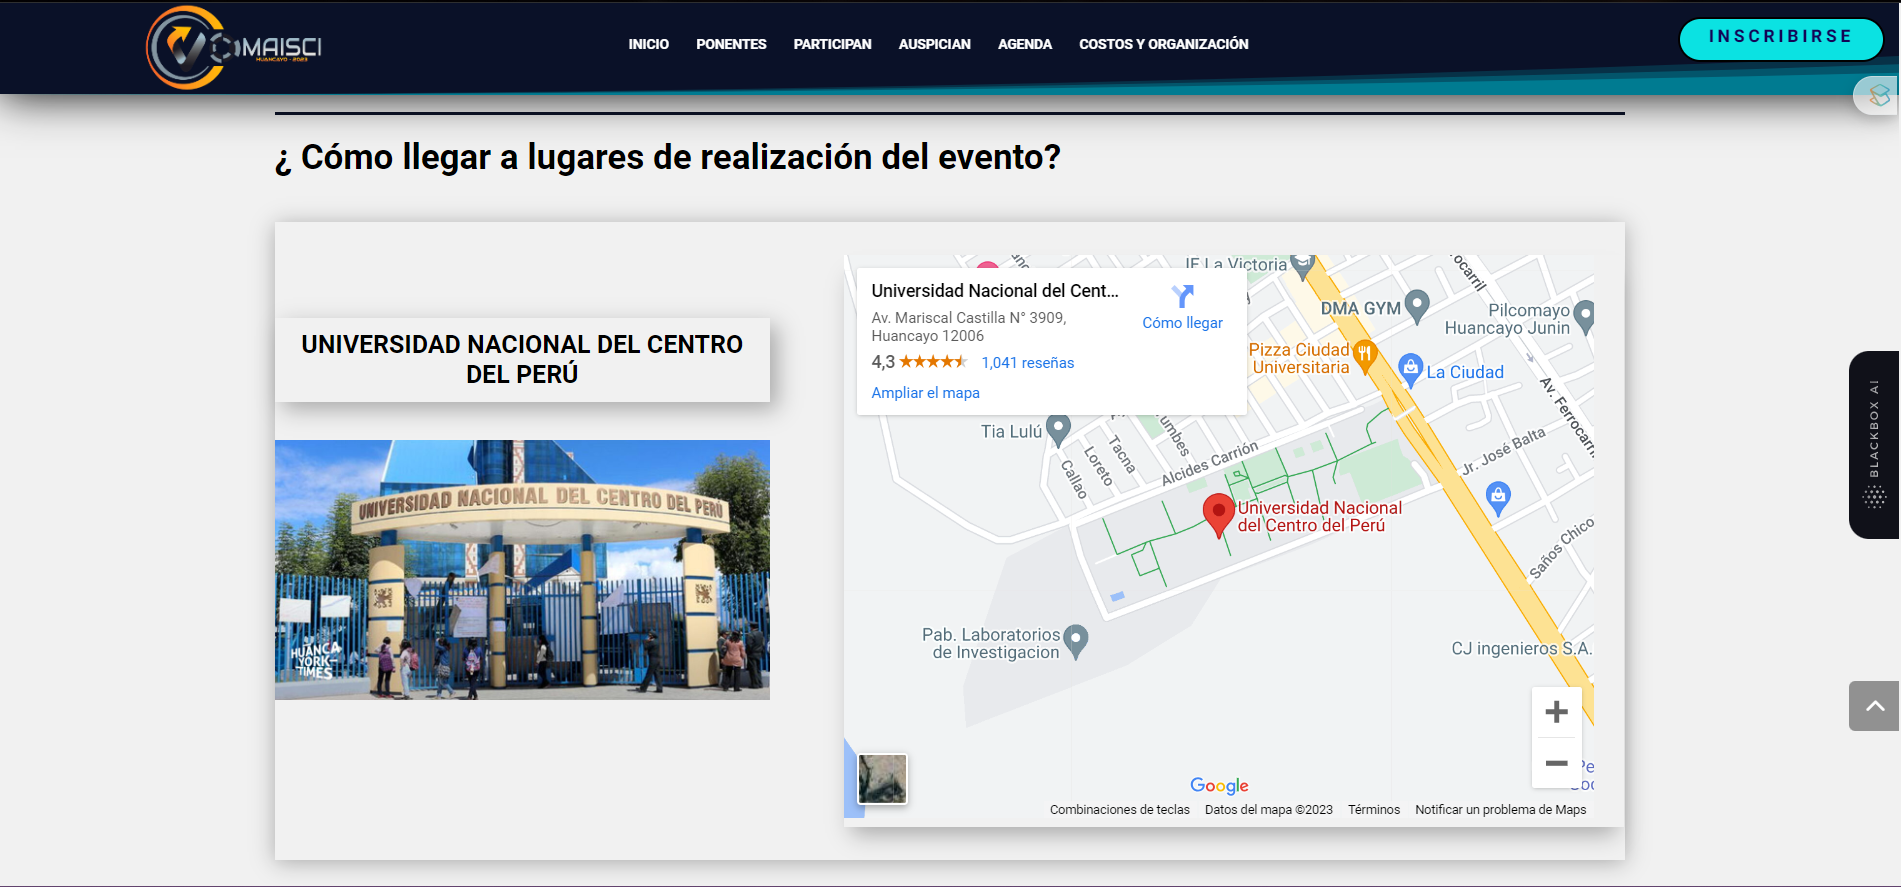 OMAISCI
HUANCAYO - 2023
INICIO
PONENTES
PARTICIPAN
AUSPICIAN
AGENDA
COSTOS Y ORGANIZACIÓN
INSCRIBIRSE
¿ Cómo llegar a lugares de realización del evento?
UNIVERSIDAD NACIONAL DEL CENTRO
DEL PERÚ
UNIVERSIDAD NACIONAL DEL CENTRO DEL PERÚ
HUANCA
YORK
TIMES
Universidad Nacional del Cent...
Av. Mariscal Castilla N° 3909,
Huancayo 12006
4,3
1,041 reseñas
Ampliar el mapa
Cómo llegar
IE La Victoria
DMA GYM
Pilcomayo
Huancayo Junin
Pizza Ciudad
Universitaria
La Ciudad
Av. Ferrocarri
Tia Lulú
Callao
Loreto
Tacna
Alcides Carrión
Jr. José Balta
Universidad Nacional
del Centro del Perú
Saños Chico
Pab. Laboratorios
de Investigacion
CJ ingenieros S.A.
Google
Combinaciones de teclas
Datos del mapa ©2023
Términos
Notificar un problema de Maps
BLACKBOX AI